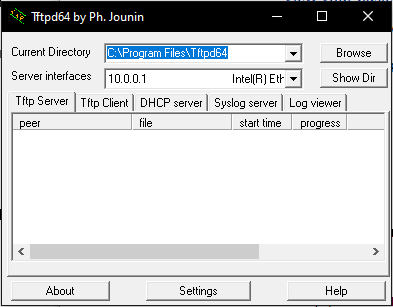 Tftpd64 by Ph. Jounin
Current Directory C:\Program Files\Tftpd64 Browse
Server interfaces 10.0.0.1 Intel(R) Eth Show Dir
Tftp Server Tftp Client DHCP server Syslog server Log viewer
peer file start time progress
About Settings Help